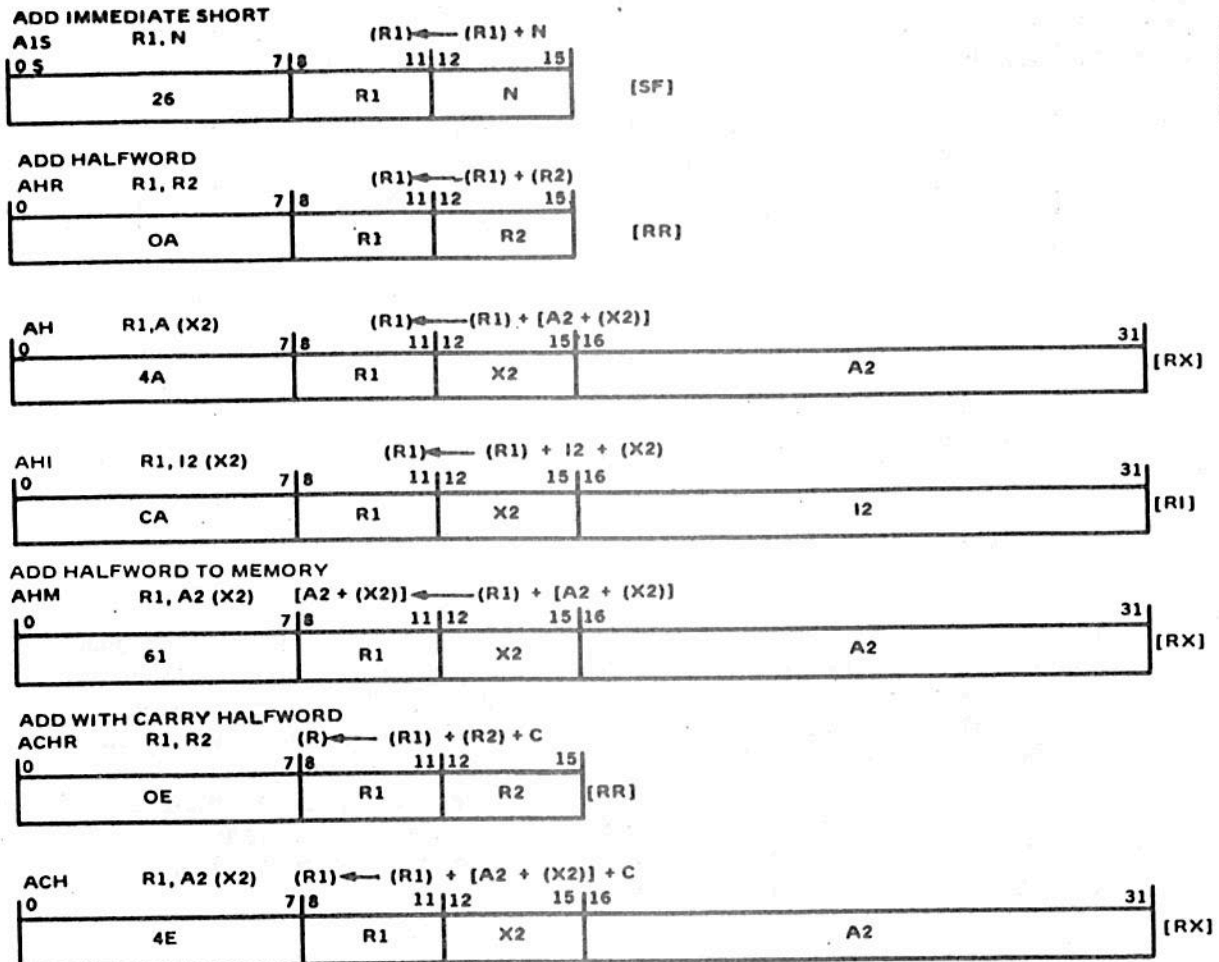 ADD IMMEDIATE SHORT
A1S R1, N (R1) ← (R1) + N
0 S 7 8 11 12 15
26 R1 N [SF]
ADD HALFWORD
AHR R1, R2 (R1) ← (R1) + (R2)
0 7 8 11 12 15
OA R1 R2 [RR]
AH R1,A (X2) (R1) ← (R1) + [A2 + (X2)]
0 7 8 11 12 15 16 31
4A R1 X2 A2 [RX]
AHI R1, I2 (X2) (R1) ← (R1) + I2 + (X2)
0 7 8 11 12 15 16 31
CA R1 X2 I2 [RI]
ADD HALFWORD TO MEMORY
AHM R1, A2 (X2) [A2 + (X2)] ← (R1) + [A2 + (X2)]
0 7 8 11 12 15 16 31
61 R1 X2 A2 [RX]
ADD WITH CARRY HALFWORD
ACHR R1, R2 (R) ← (R1) + (R2) + C
0 7 8 11 12 15
OE R1 R2 [RR]
ACH R1, A2 (X2) (R1) ← (R1) + [A2 + (X2)] + C
0 7 8 11 12 15 16 31
4E R1 X2 A2 [RX]